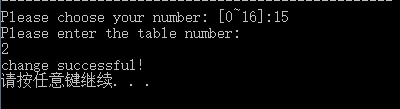 Please choose your number: [0~16]:15
Please enter the table number:
2
change successful!
请按任意键继续. . .